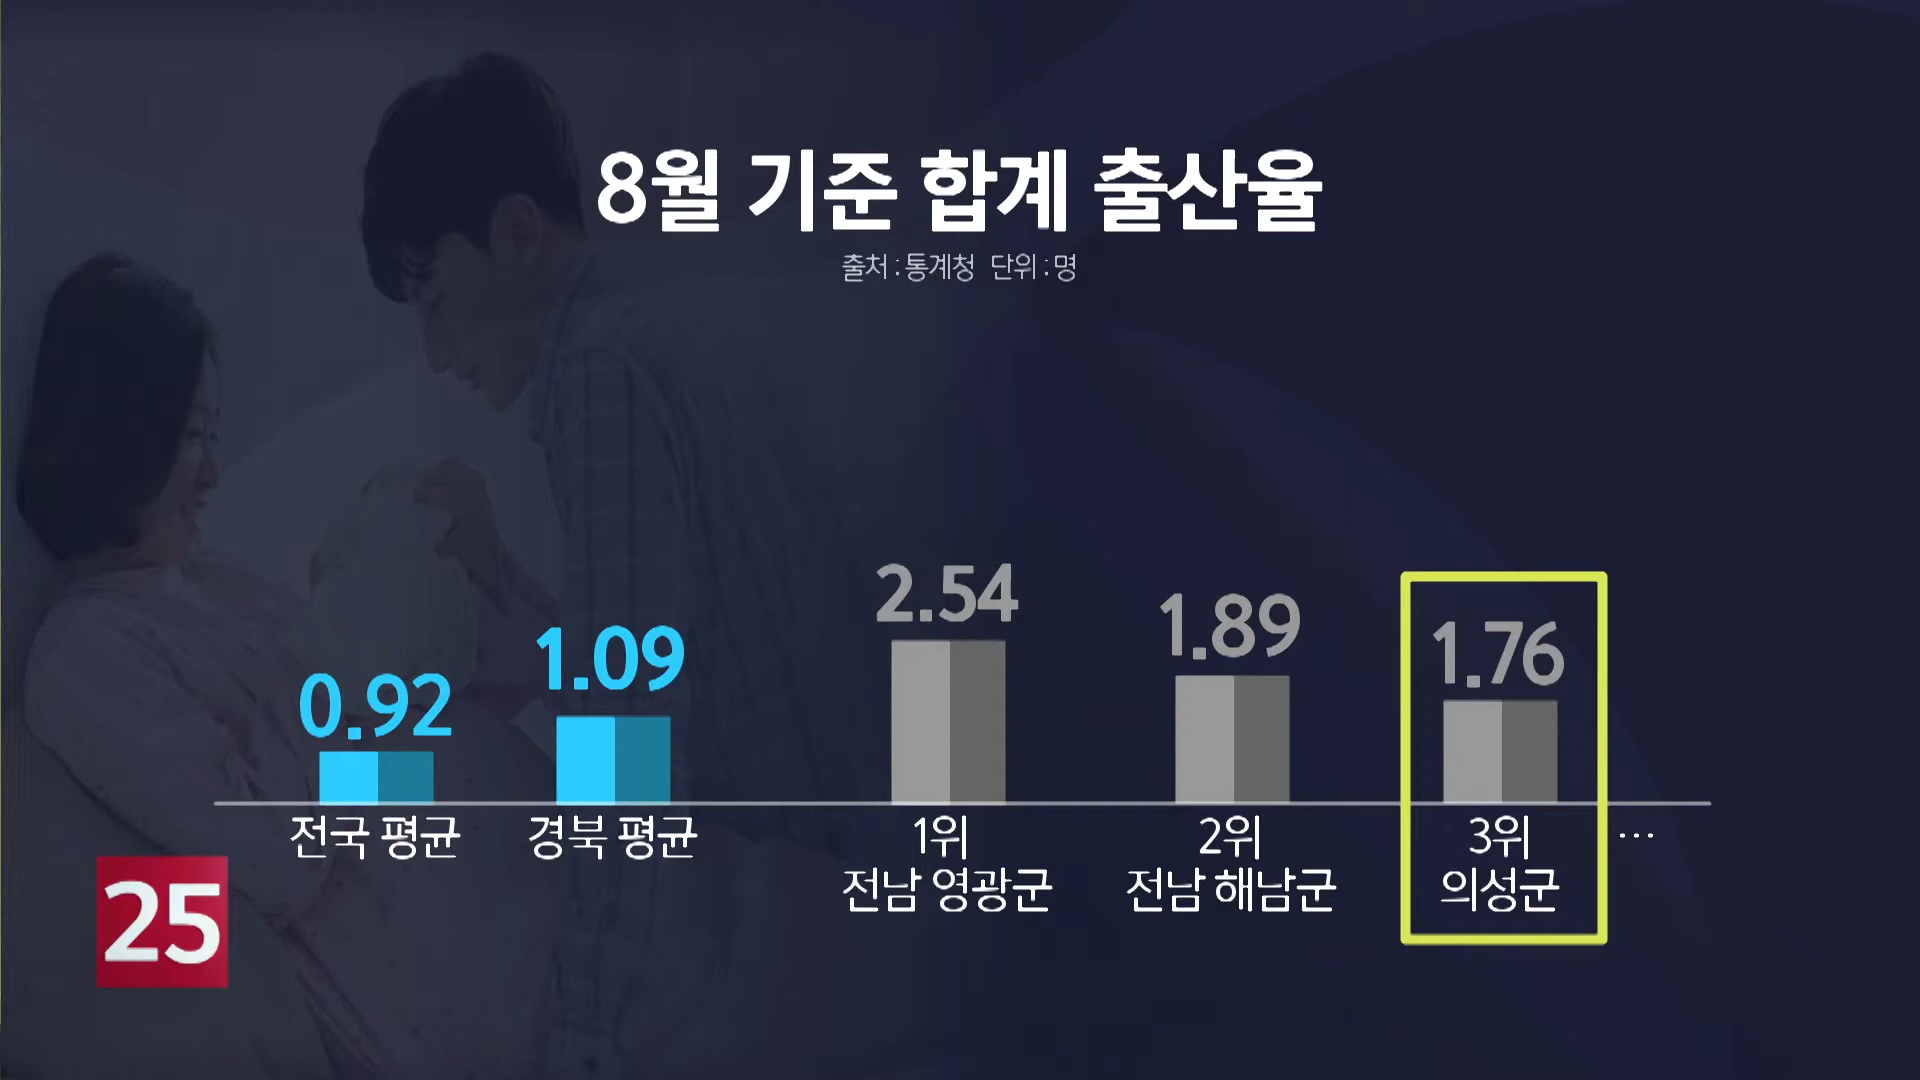 8월 기준 합계 출산율
출처 : 통계청 단위 : 명
0.92
1.09
2.54
1.89
1.76
전국 평균
경북 평균
1위
전남 영광군
2위
전남 해남군
3위
의성군
...
25